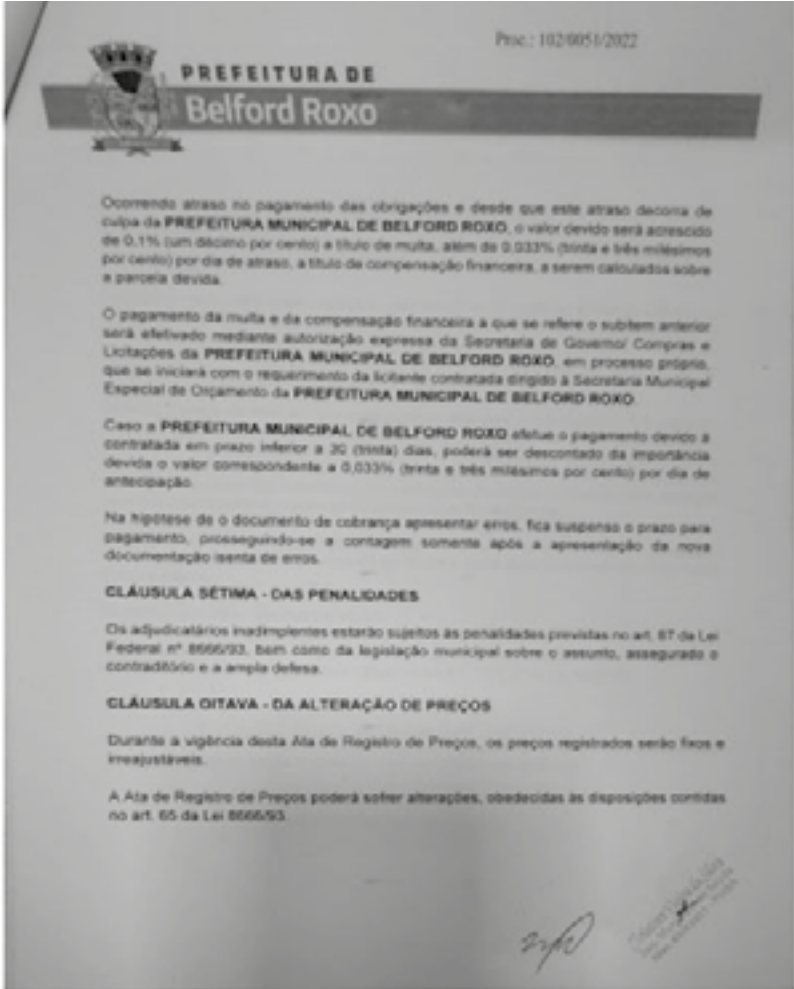 Proc.: 102/0051/2022
PREFEITURA DE
Belford Roxo
Ocorrendo atraso no pagamento das obrigações e desde que este atraso decorra de
culpa da PREFEITURA MUNICIPAL DE BELFORD ROXO, o valor devido será acrescido
de 0,1% (um décimo por cento) a título de multa, além de 0,033% (trinta e três milésimos
por cento) por dia de atraso, a título de compensação financeira, a serem calculados sobre
a parcela devida.
O pagamento da multa e da compensação financeira a que se refere o subitem anterior
será efetivado mediante autorização expressa da Secretaria de Governo/ Compras e
Licitações da PREFEITURA MUNICIPAL DE BELFORD ROXO, em processo próprio,
que se iniciará com o requerimento da licitante contratada dirigido à Secretaria Municipal
Especial de Orçamento da PREFEITURA MUNICIPAL DE BELFORD ROXO.
Caso a PREFEITURA MUNICIPAL DE BELFORD ROXO efetue o pagamento devido à
contratada em prazo inferior a 30 (trinta) dias, poderá ser descontado da importância
devida o valor correspondente a 0,033% (trinta e três milésimos por cento) por dia de
antecipação.
Na hipótese de o documento de cobrança apresentar erros, fica suspenso o prazo para
pagamento, prosseguindo-se a contagem somente após a apresentação da nova
documentação isenta de erros.
CLÁUSULA SÉTIMA - DAS PENALIDADES
Os adjudicatários inadimplentes estarão sujeitos às penalidades previstas no art. 87 da Lei
Federal nº 8666/93, bem como da legislação municipal sobre o assunto, assegurado o
contraditório e a ampla defesa.
CLÁUSULA OITAVA - DA ALTERAÇÃO DE PREÇOS
Durante a vigência desta Ata de Registro de Preços, os preços registrados serão fixos e
irreajustáveis.
A Ata de Registro de Preços poderá sofrer alterações, obedecidas às disposições contidas
no art. 65 da Lei 8666/93.